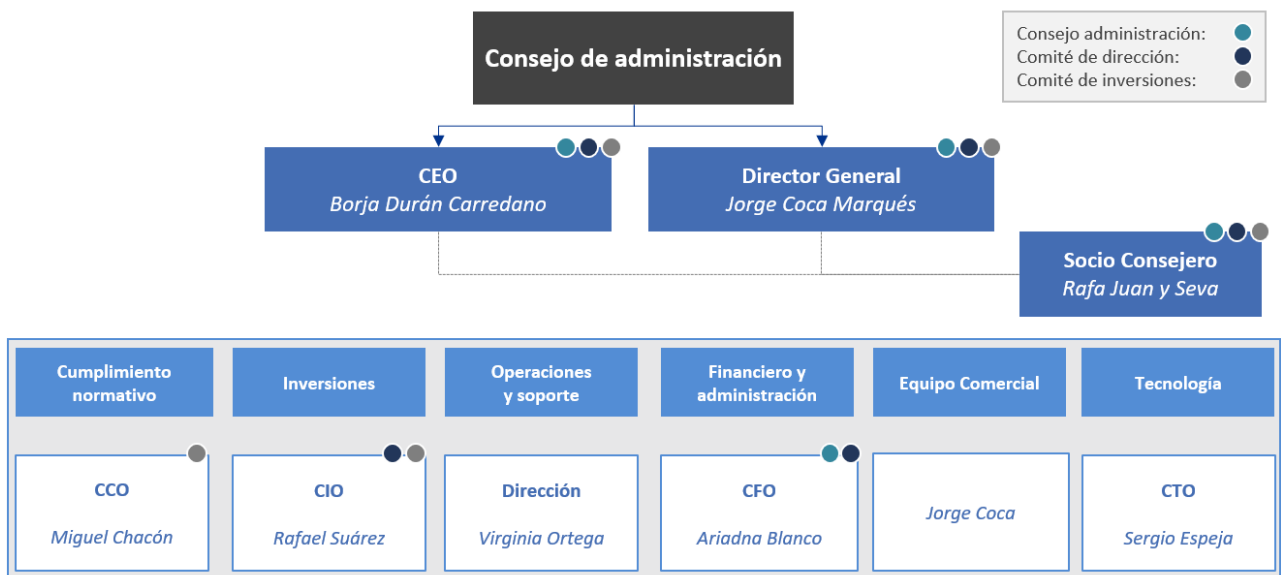 Consejo de administración
Consejo administración:
Comité de dirección:
Comité de inversiones:
CEO
Borja Durán Carredano
Director General
Jorge Coca Marqués
Socio Consejero
Rafa Juan y Seva
Cumplimiento
normativo
Inversiones
Operaciones
y soporte
Financiero y
administración
Equipo Comercial
Tecnología
CCO
Miguel Chacón
CIO
Rafael Suárez
Dirección
Virginia Ortega
CFO
Ariadna Blanco
Jorge Coca
CTO
Sergio Espeja